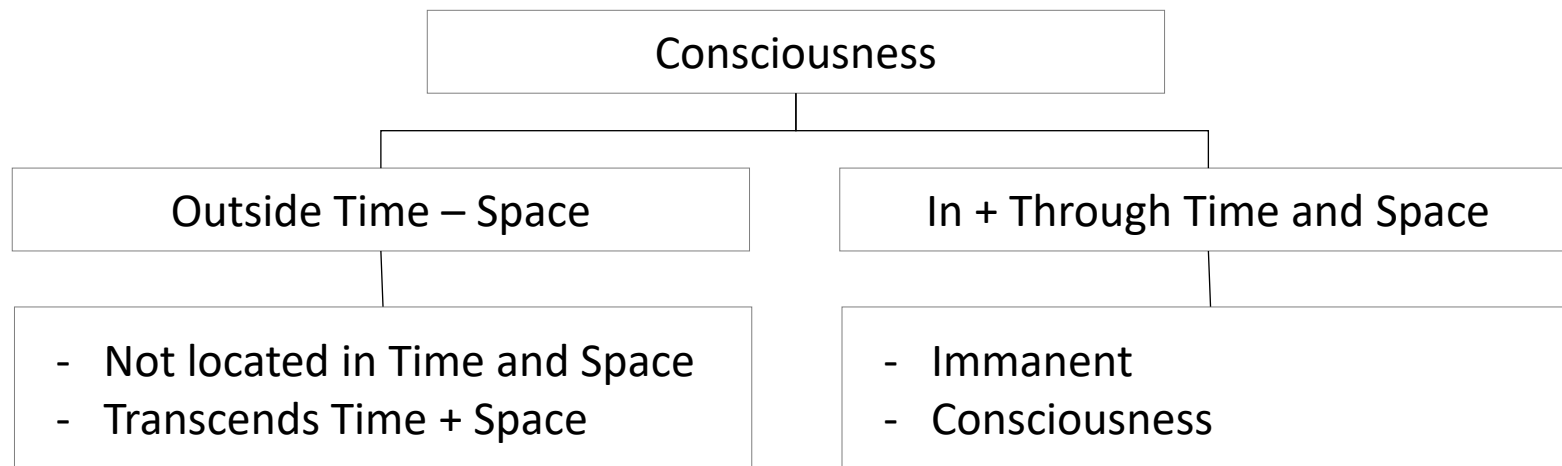 Consciousness
Outside Time – Space
In + Through Time and Space
- Not located in Time and Space
- Transcends Time + Space
- Immanent
- Consciousness